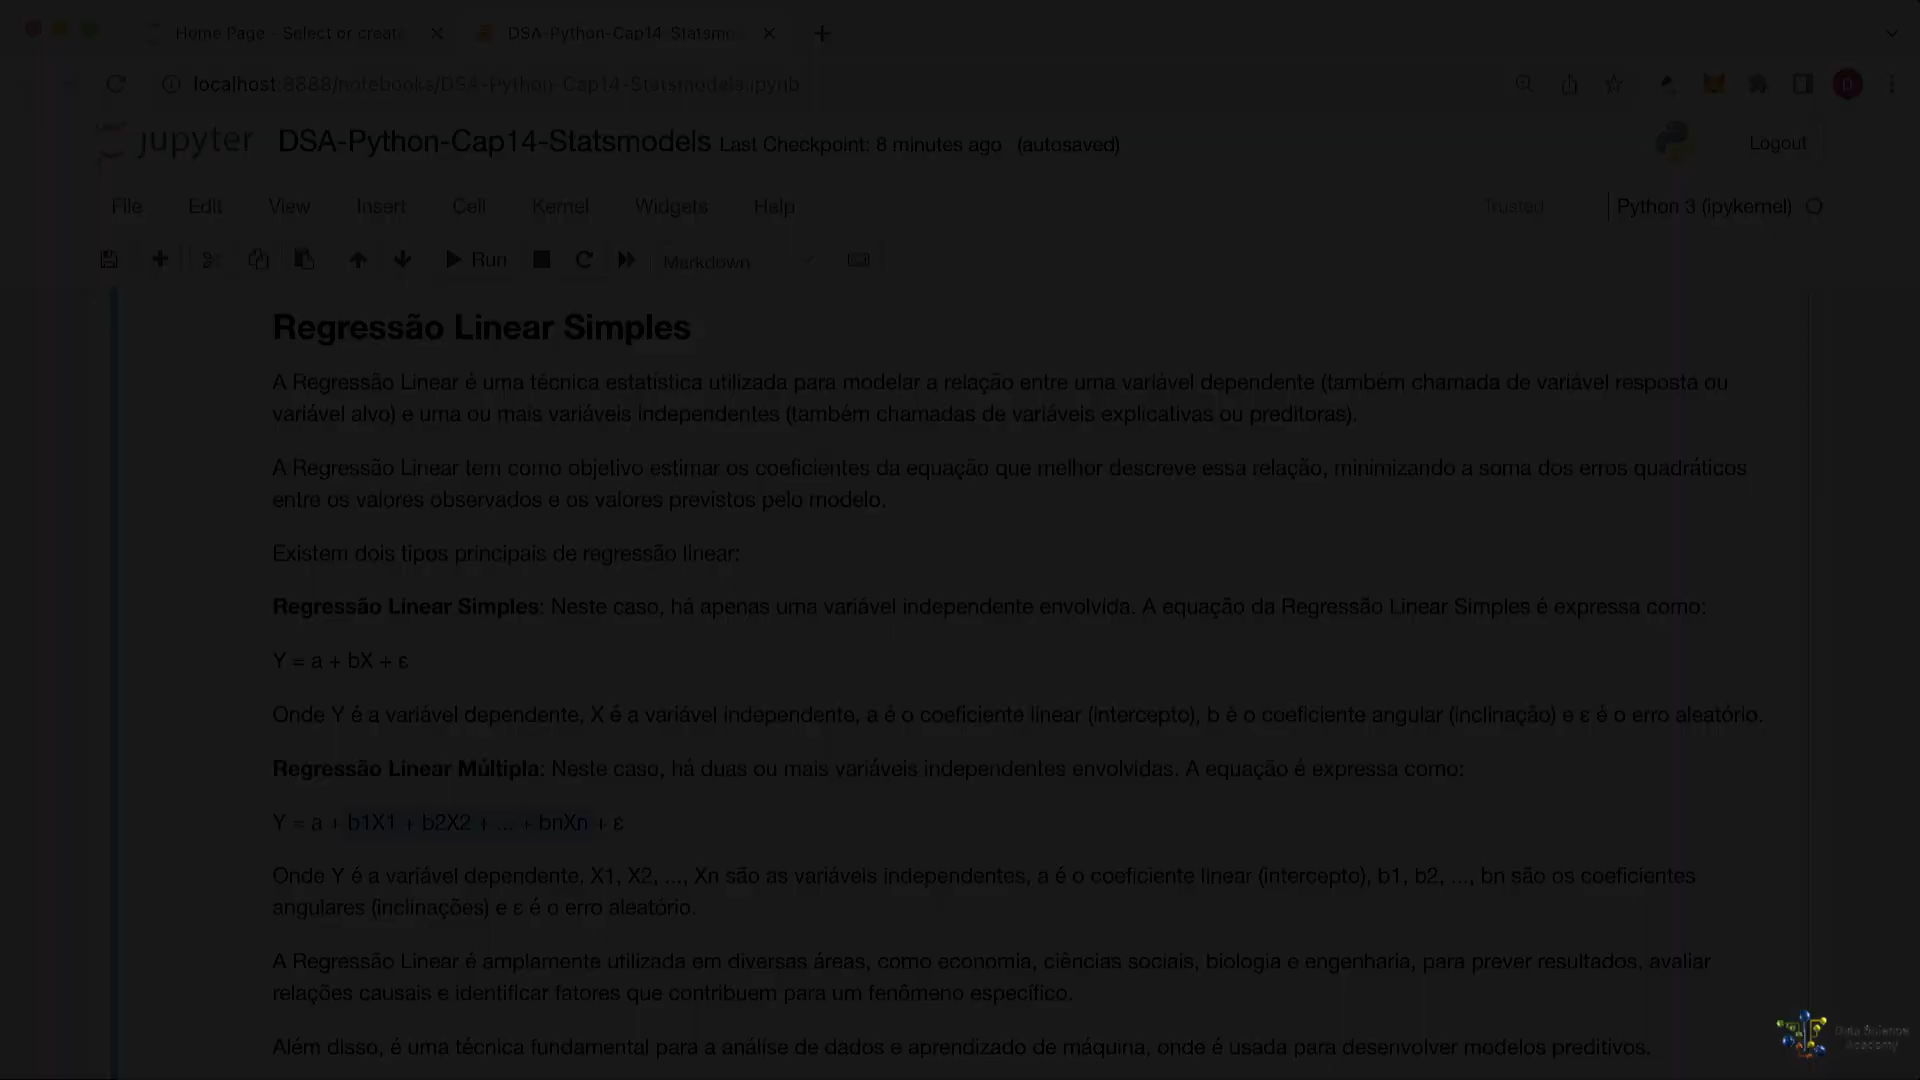 Home Page - Select or creat
DSA-Python-Cap14-Statsmo
localhost:8888/notebooks/DSA-Python-Cap14-Statsmodels.ipynb
D
jupyter DSA-Python-Cap14-Statsmodels Last Checkpoint: 8 minutes ago (autosaved)
Logout
File Edit View Insert Cell Kernel Widgets Help
Trusted Python 3 (ipykernel)
Run Markdown
Regressão Linear Simples
A Regressão Linear é uma técnica estatística utilizada para modelar a relação entre uma variável dependente (também chamada de variável resposta ou
variável alvo) e uma ou mais variáveis independentes (também chamadas de variáveis explicativas ou preditoras).
A Regressão Linear tem como objetivo estimar os coeficientes da equação que melhor descreve essa relação, minimizando a soma dos erros quadráticos
entre os valores observados e os valores previstos pelo modelo.
Existem dois tipos principais de regressão linear:
Regressão Linear Simples: Neste caso, há apenas uma variável independente envolvida. A equação da Regressão Linear Simples é expressa como:
Y = a + bX + ε
Onde Y é a variável dependente, X é a variável independente, a é o coeficiente linear (intercepto), b é o coeficiente angular (inclinação) e ε é o erro aleatório.
Regressão Linear Múltipla: Neste caso, há duas ou mais variáveis independentes envolvidas. A equação é expressa como:
Y = a + b1X1 + b2X2 + ... + bnXn + ε
Onde Y é a variável dependente, X1, X2, ..., Xn são as variáveis independentes, a é o coeficiente linear (intercepto), b1, b2, ..., bn são os coeficientes
angulares (inclinações) e ε é o erro aleatório.
A Regressão Linear é amplamente utilizada em diversas áreas, como economia, ciências sociais, biologia e engenharia, para prever resultados, avaliar
relações causais e identificar fatores que contribuem para um fenômeno específico.
Além disso, é uma técnica fundamental para a análise de dados e aprendizado de máquina, onde é usada para desenvolver modelos preditivos.
Data Science
Academy